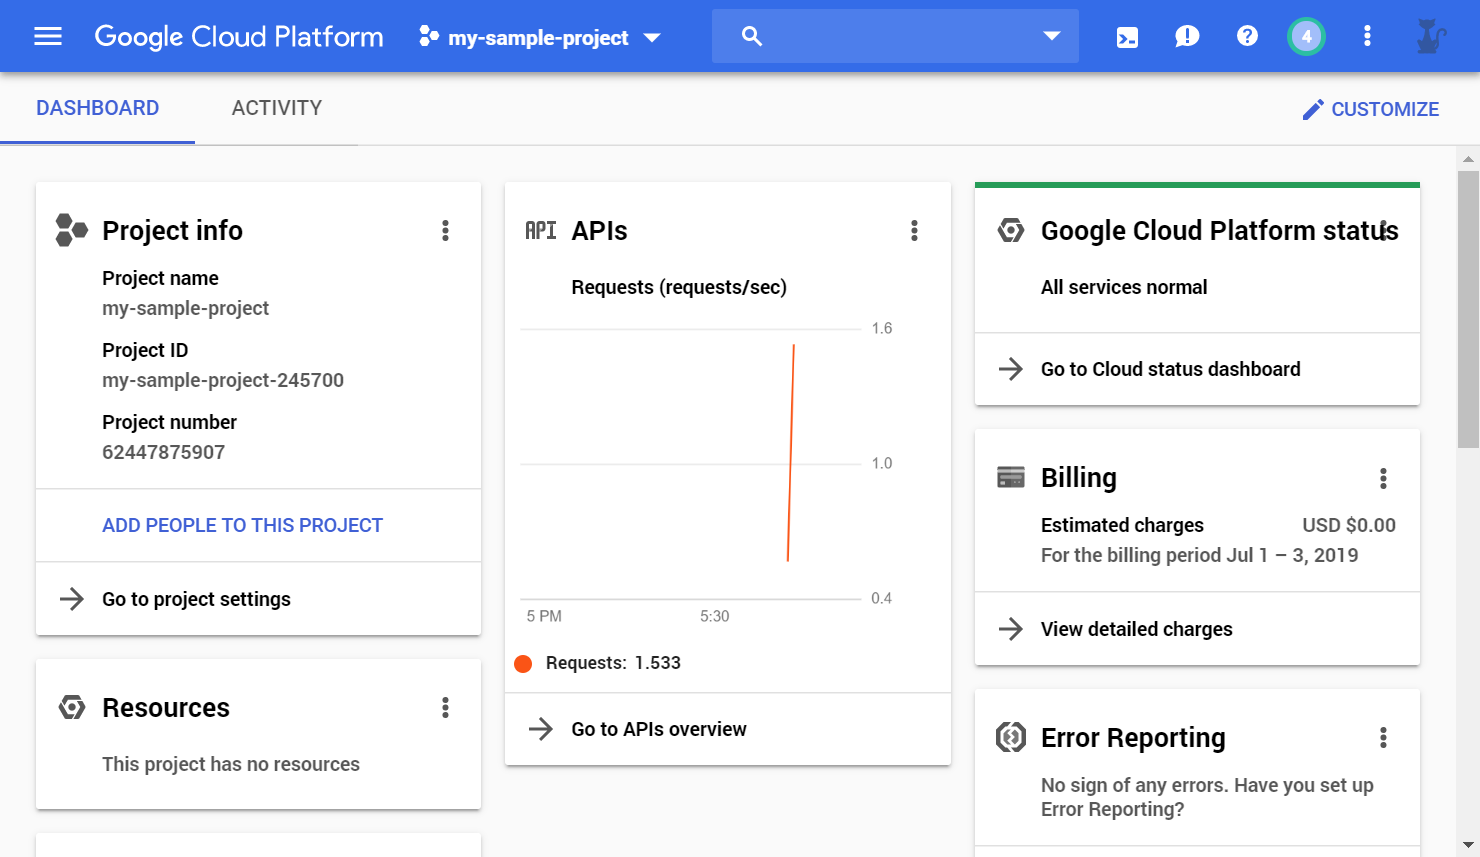 Google Cloud Platform
my-sample-project
4
DASHBOARD
ACTIVITY
CUSTOMIZE
Project info
Project name
my-sample-project
Project ID
my-sample-project-245700
Project number
62447875907
ADD PEOPLE TO THIS PROJECT
Go to project settings
Resources
This project has no resources
API APIs
Requests (requests/sec)
1.6
1.0
0.4
5 PM
5:30
Requests: 1.533
Go to APIs overview
Google Cloud Platform status
All services normal
Go to Cloud status dashboard
Billing
Estimated charges
USD $0.00
For the billing period Jul 1 – 3, 2019
View detailed charges
Error Reporting
No sign of any errors. Have you set up
Error Reporting?